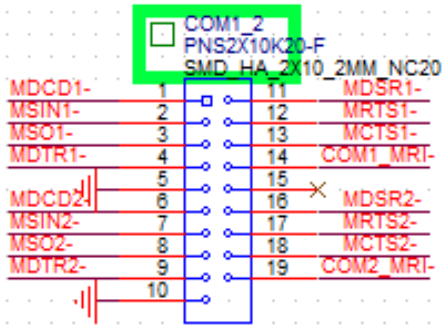 COM1_2
PNS2X10K20-F
SMD_HA_2X10_2MM_NC20
MDCD1- 1 11 MDSR1-
MSIN1- 2 12 MRTS1-
MSO1- 3 13 MCTS1-
MDTR1- 4 14 COM1_MRI-
5 15
MDCD2- 6 16 MDSR2-
MSIN2- 7 17 MRTS2-
MSO2- 8 18 MCTS2-
MDTR2- 9 19 COM2_MRI-
10